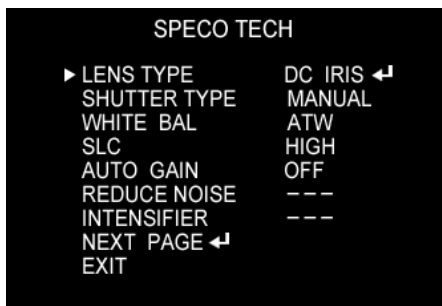 SPECO TECH
▶ LENS TYPE DC IRIS ↵
SHUTTER TYPE MANUAL
WHITE BAL ATW
SLC HIGH
AUTO GAIN OFF
REDUCE NOISE ---
INTENSIFIER ---
NEXT PAGE ↵
EXIT